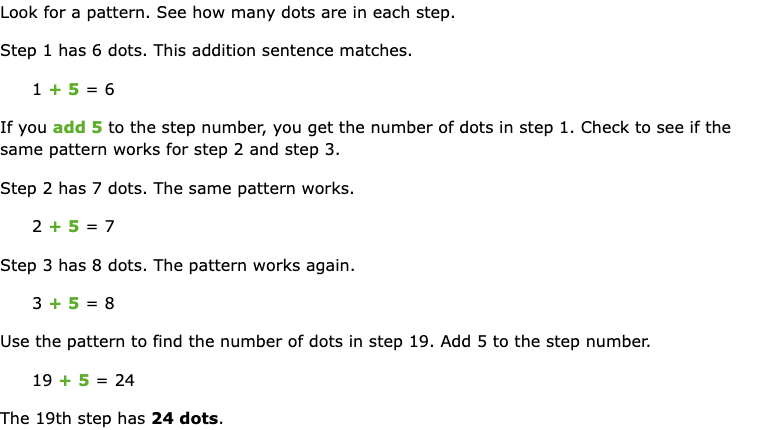 Look for a pattern. See how many dots are in each step.
Step 1 has 6 dots. This addition sentence matches.
1 + 5 = 6
If you add 5 to the step number, you get the number of dots in step 1. Check to see if the
same pattern works for step 2 and step 3.
Step 2 has 7 dots. The same pattern works.
2 + 5 = 7
Step 3 has 8 dots. The pattern works again.
3 + 5 = 8
Use the pattern to find the number of dots in step 19. Add 5 to the step number.
19 + 5 = 24
The 19th step has 24 dots.